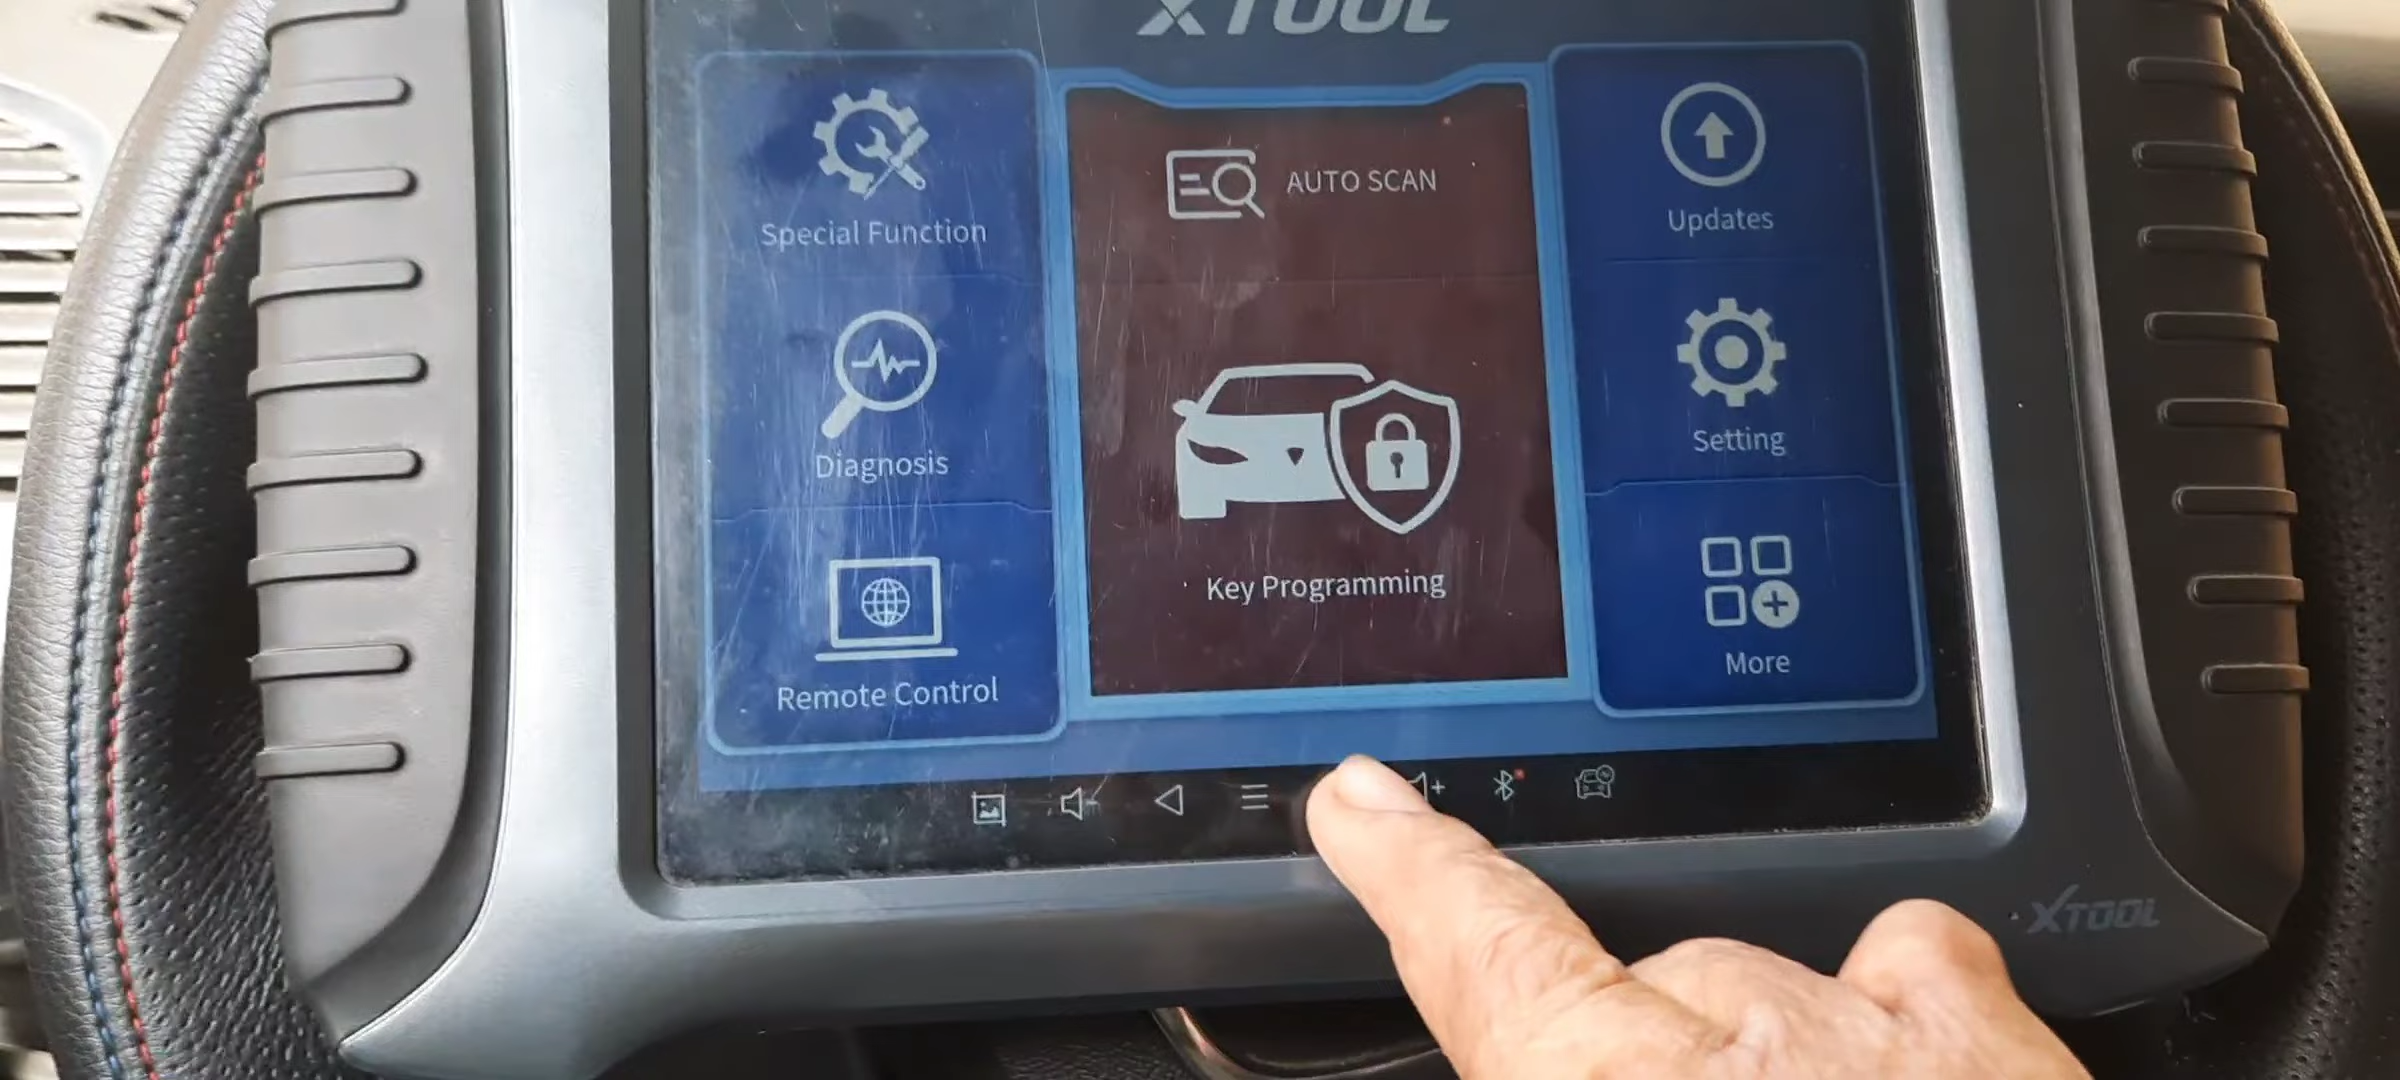 XTOOL
Special Function
Diagnosis
Remote Control
AUTO SCAN
Key Programming
Updates
Setting
More
XTOOL